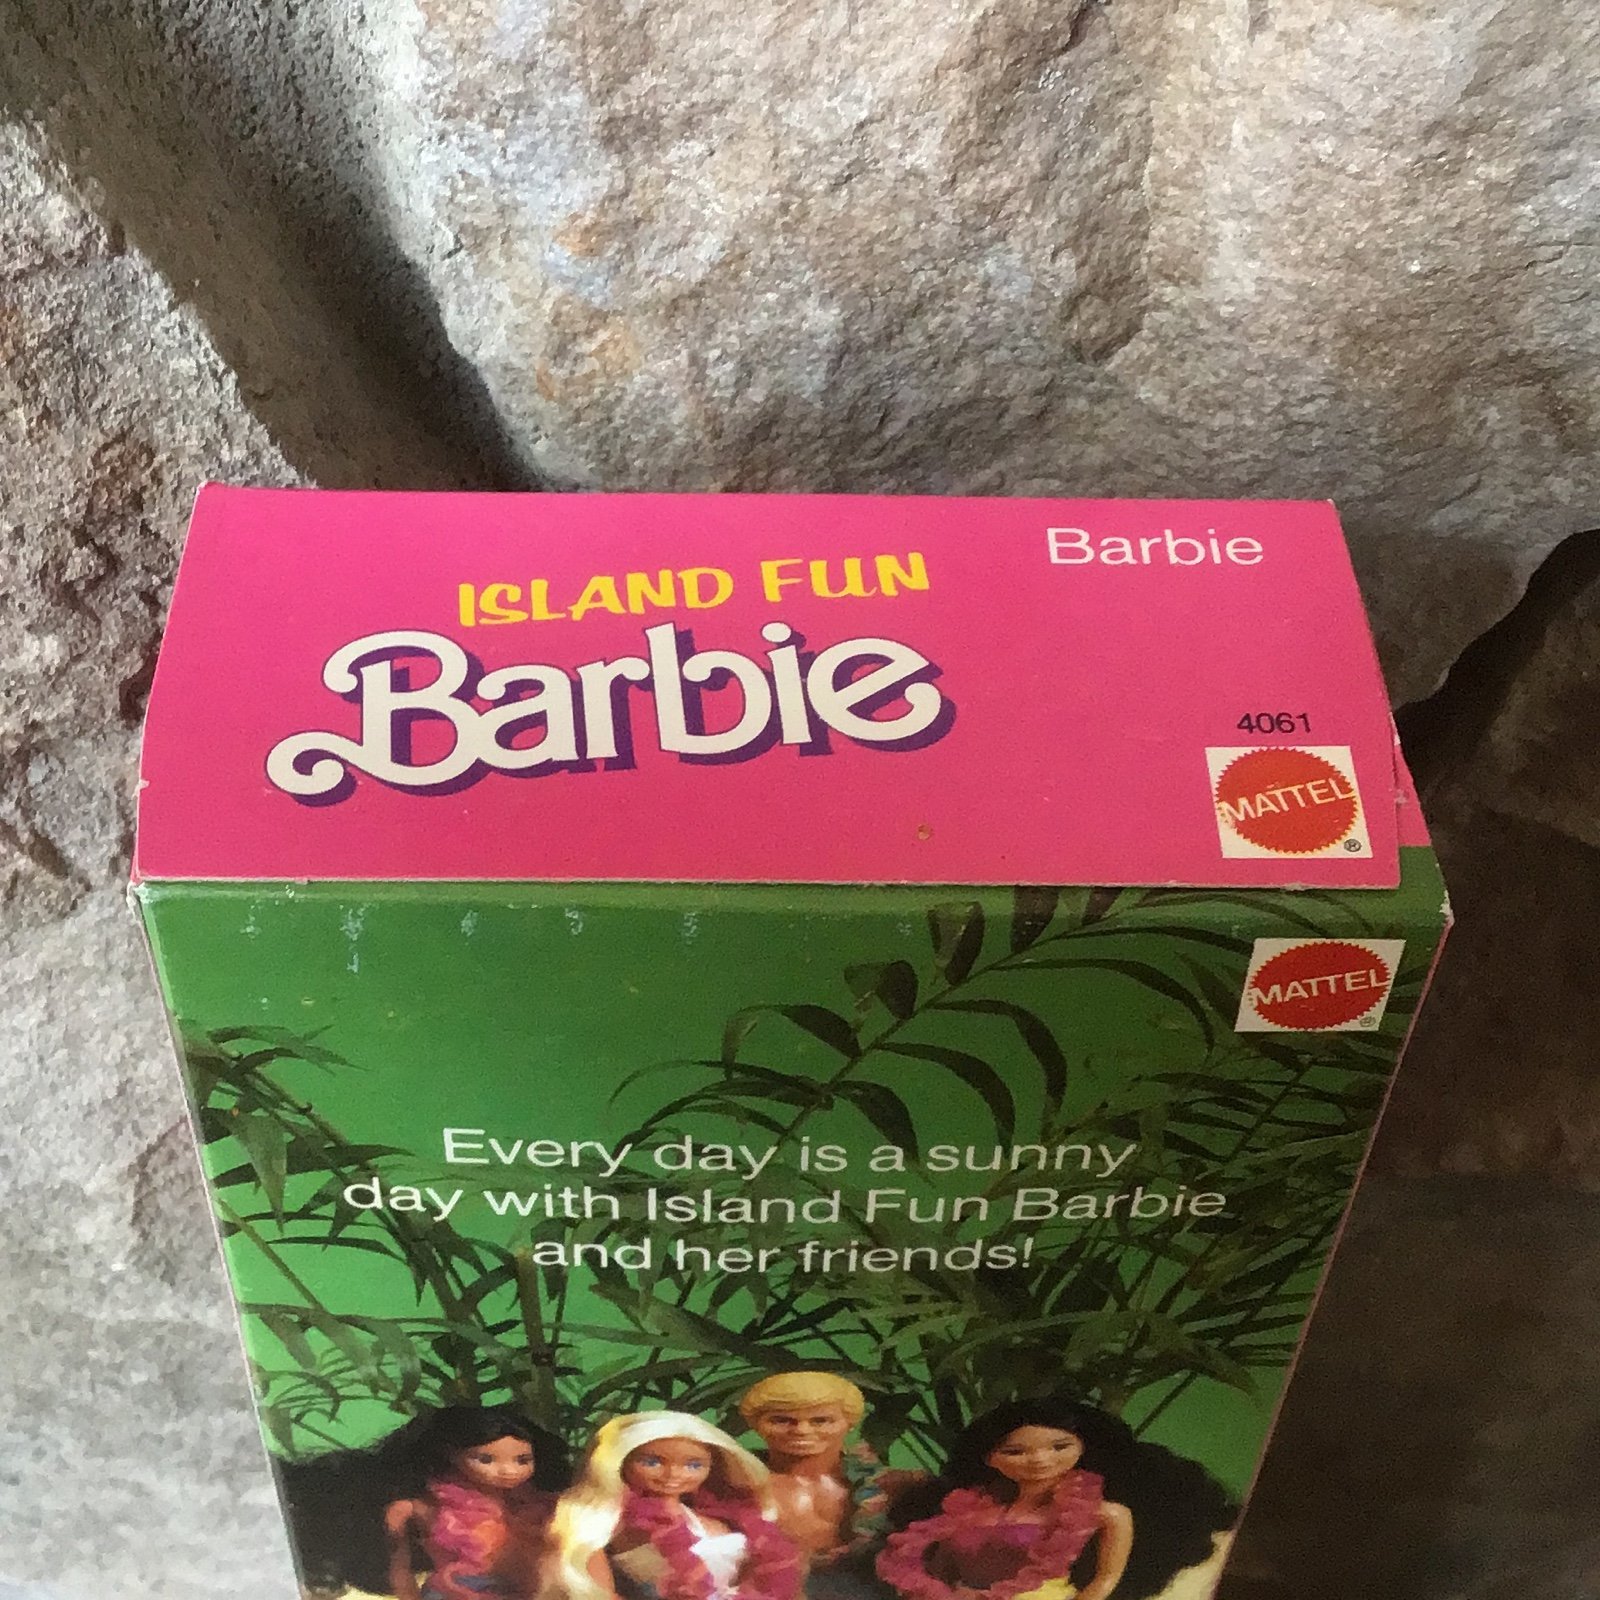 ISLAND FUN
Barbie
Barbie
4061
MATTEL
®
MATTEL
®
Every day is a sunny
day with Island Fun Barbie
and her friends!